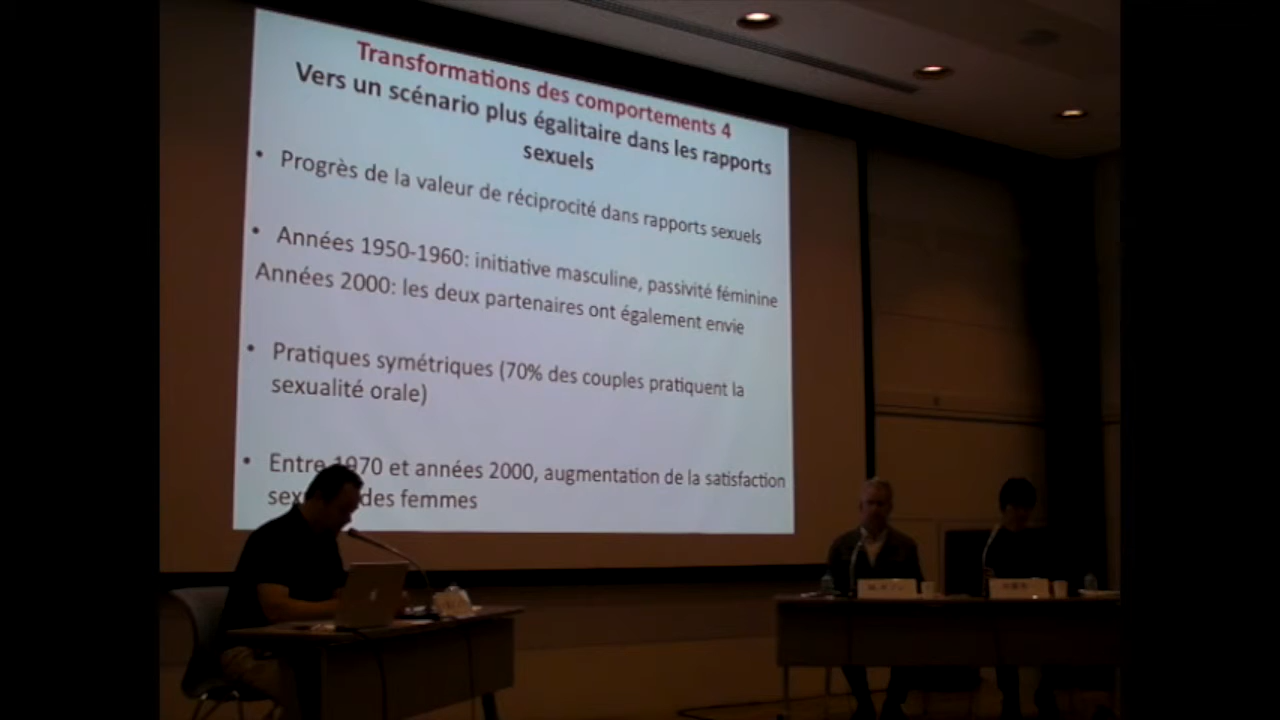 Transformations des comportements 4
Vers un scénario plus égalitaire dans les rapports
sexuels
• Progrès de la valeur de réciprocité dans rapports sexuels
• Années 1950-1960: initiative masculine, passivité féminine
Années 2000: les deux partenaires ont également envie
• Pratiques symétriques (70% des couples pratiquent la
sexualité orale)
• Entre 1970 et années 2000, augmentation de la satisfaction
des femmes